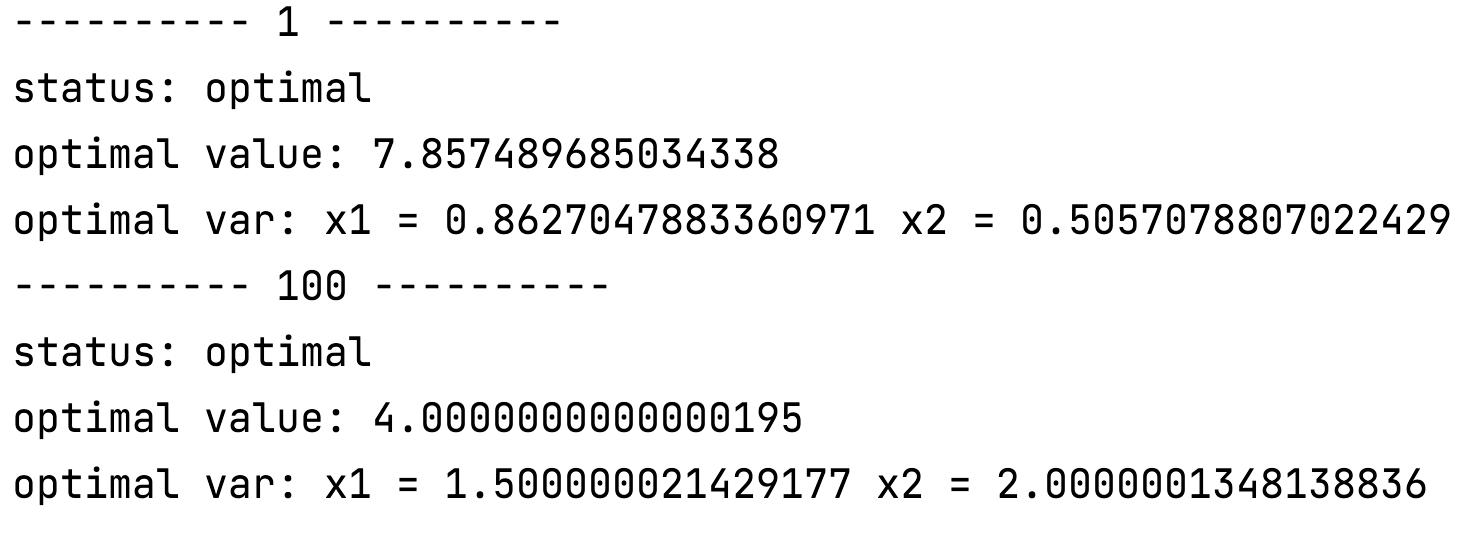 ---------- 1 ----------
status: optimal
optimal value: 7.857489685034338
optimal var: x1 = 0.8627047883360971 x2 = 0.5057078807022429
---------- 100 ----------
status: optimal
optimal value: 4.0000000000000195
optimal var: x1 = 1.500000021429177 x2 = 2.0000001348138836